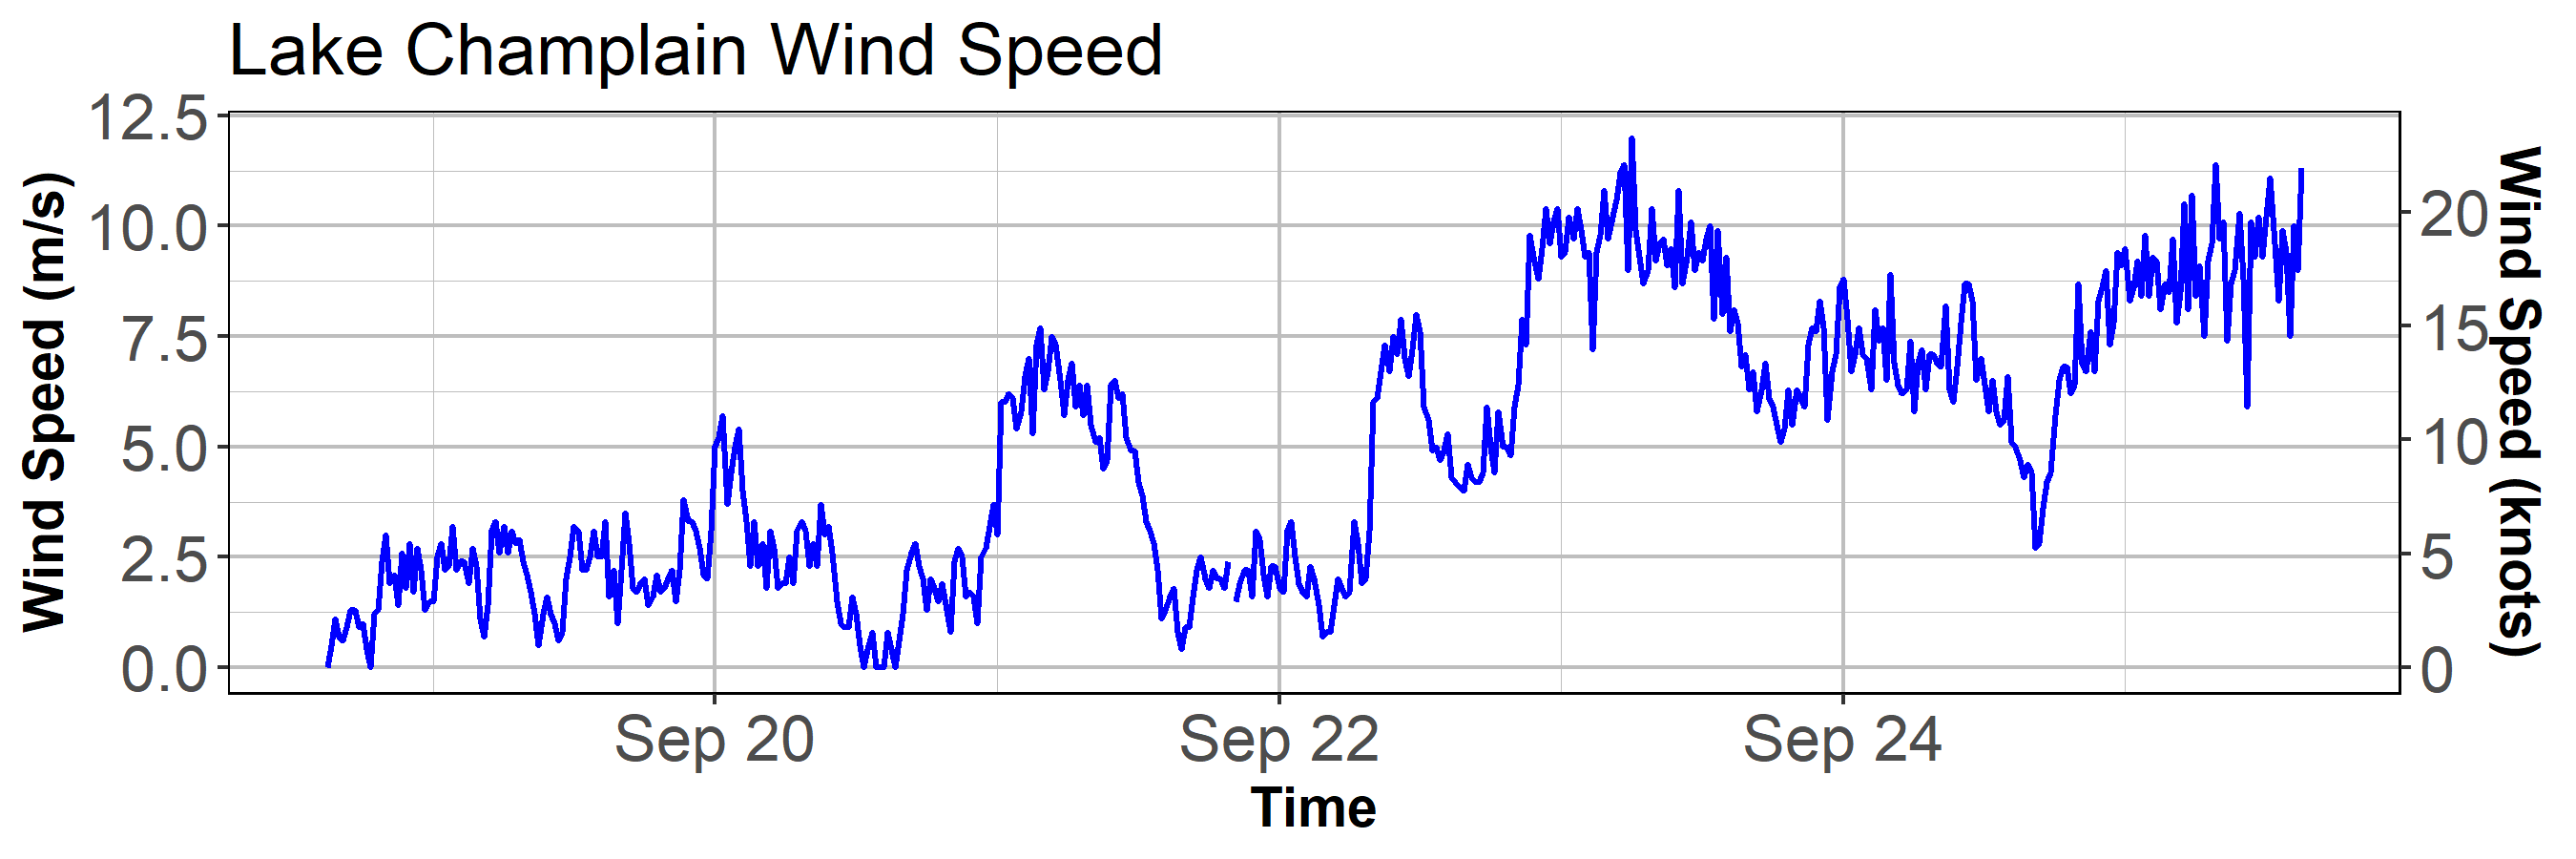 Lake Champlain Wind Speed
Wind Speed (m/s)
12.5
10.0
7.5
5.0
2.5
0.0
20
15
10
5
0
Wind Speed (knots)
Sep 20 Sep 22 Sep 24
Time